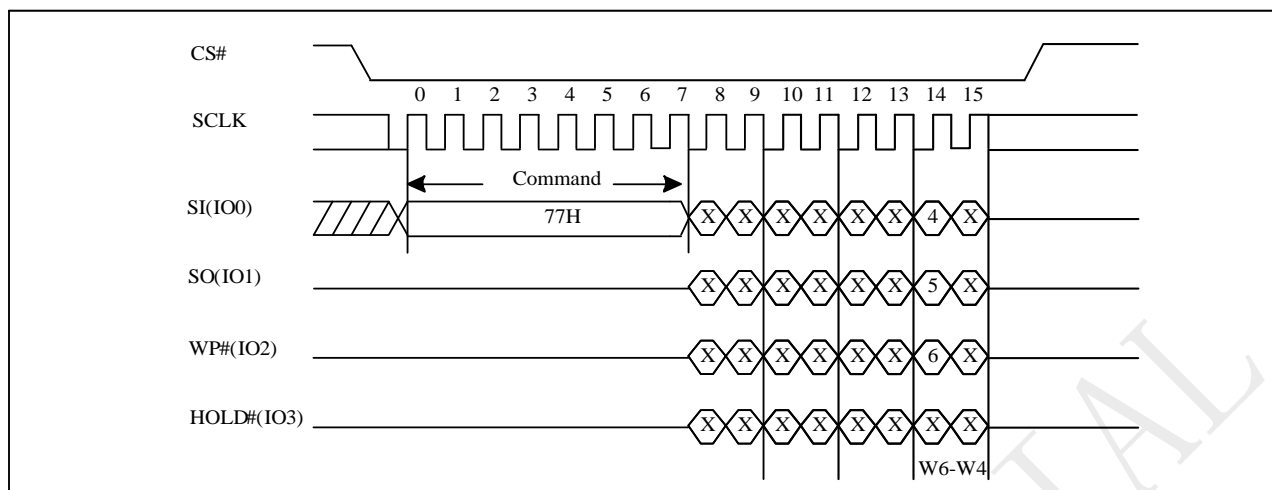 CS#
0 1 2 3 4 5 6 7 8 9 10 11 12 13 14 15
SCLK
Command
SI(IO0) 77H X X X X X X 4 X
SO(IO1) X X X X X X 5 X
WP#(IO2) X X X X X X 6 X
HOLD#(IO3) X X X X X X X X
W6-W4
IAL